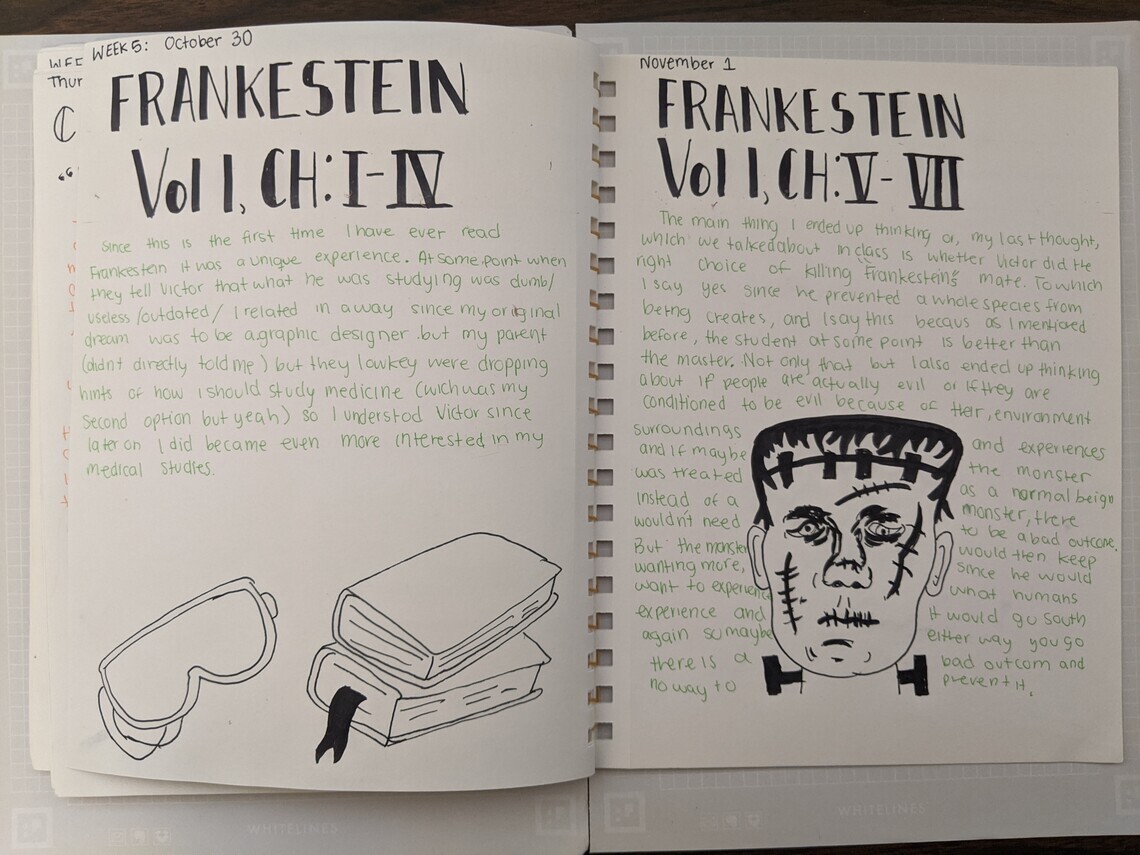 WEEK 5: October 30
FRANKESTEIN
Vol 1, CH: I-IV
Since this is the first time I have ever read
Frankestein it was a unique experience. At some point when
they tell Victor that what he was studying was dumb/
useless/outdated/ I related in a way since my original
dream was to be a graphic designer but my parent
(didnt directly told me) but they lowkey were dropping
hints of how i should study medicine (wich was my
second option but yeah) so I understod Victor since
later on I did became even more interested in my
medical studies.
WEE
Thur
November 1
FRANKESTEIN
Vol 1, CH: V- VII
The main thing I ended up thinking or, my last thought,
which we talked about in class is whether Victor did the
right choice of killing "Frankestein's" mate. To which
I say yes since he prevented a whole species from
being creates, and I say this becaus as I mentioed
before, the student at some point is better than
the master. Not only that but I also ended up thinking
about if people are actually evil or if they are
conditioned to be evil because of their, environment
surroundings and experiences
and if maybe the monster
was treated as a normal beign
instead of a monster, there
wouldn't need to be a bad outcome.
But the monster would then keep
wanting more, since he would
want to experience what humans
experience and it would go south
again so maybe either way you go
there is a bad outcom and
no way to prevent it.
WHITELINES
WHITELINES